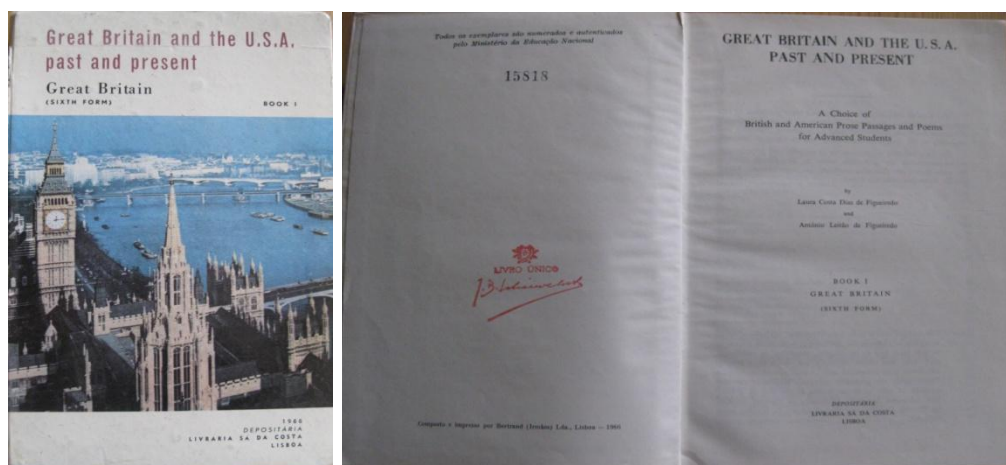 Great Britain and the U.S.A.
past and present
Great Britain
(SIXTH FORM)
BOOK I
1966
DEPOSITÁRIA
LIVRARIA SÁ DA COSTA
LISBOA
Todos os exemplares são numerados e autenticados
pelo Ministério da Educação Nacional
15818
LIVRO ÚNICO
Composto e impresso por Bertrand (Irmãos) Lda., Lisboa — 1966
GREAT BRITAIN AND THE U.S.A.
PAST AND PRESENT
A Choice of
British and American Prose Passages and Poems
for Advanced Students
by
Laura Costa Dias de Figueiredo
and
António Leitão de Figueiredo
BOOK I
GREAT BRITAIN
(SIXTH FORM)
DEPOSITÁRIA
LIVRARIA SÁ DA COSTA
LISBOA